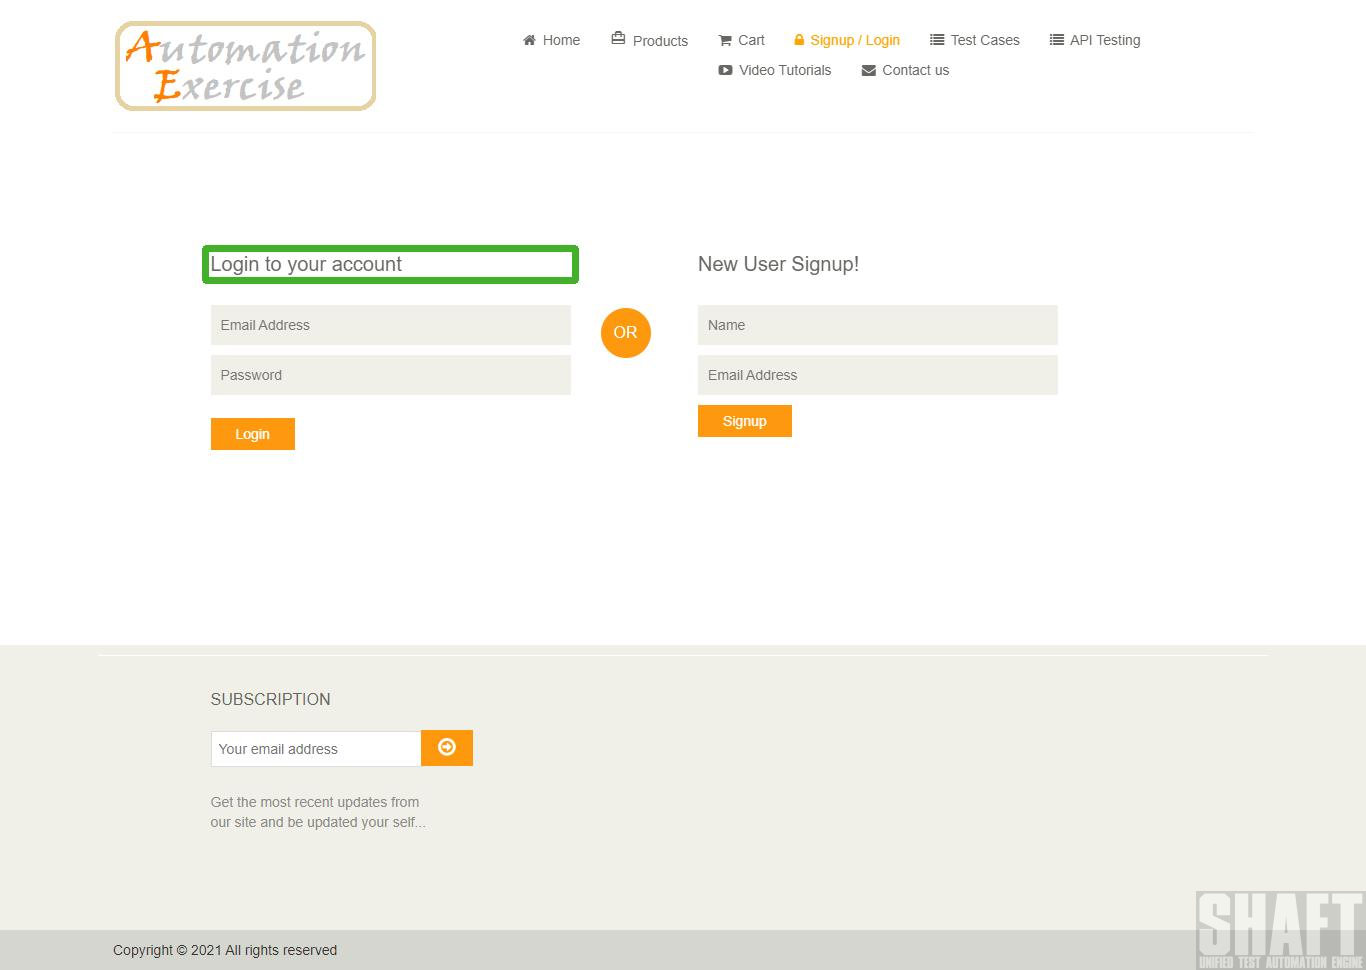 Automation
Exercise
Home
Products
Cart
Signup / Login
Test Cases
API Testing
Video Tutorials
Contact us
Login to your account
Email Address
Password
Login
OR
New User Signup!
Name
Email Address
Signup
SUBSCRIPTION
Your email address
Get the most recent updates from
our site and be updated your self...
Copyright © 2021 All rights reserved
SHAFT
UNIFIED TEST AUTOMATION ENGINE